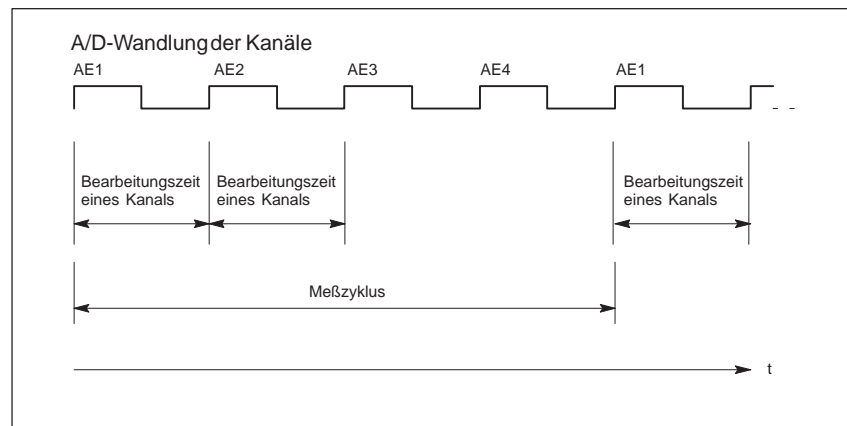 A/D-Wandlung der Kanäle
AE1 AE2 AE3 AE4 AE1
Bearbeitungszeit Bearbeitungszeit Bearbeitungszeit
eines Kanals eines Kanals eines Kanals
Meßzyklus
t